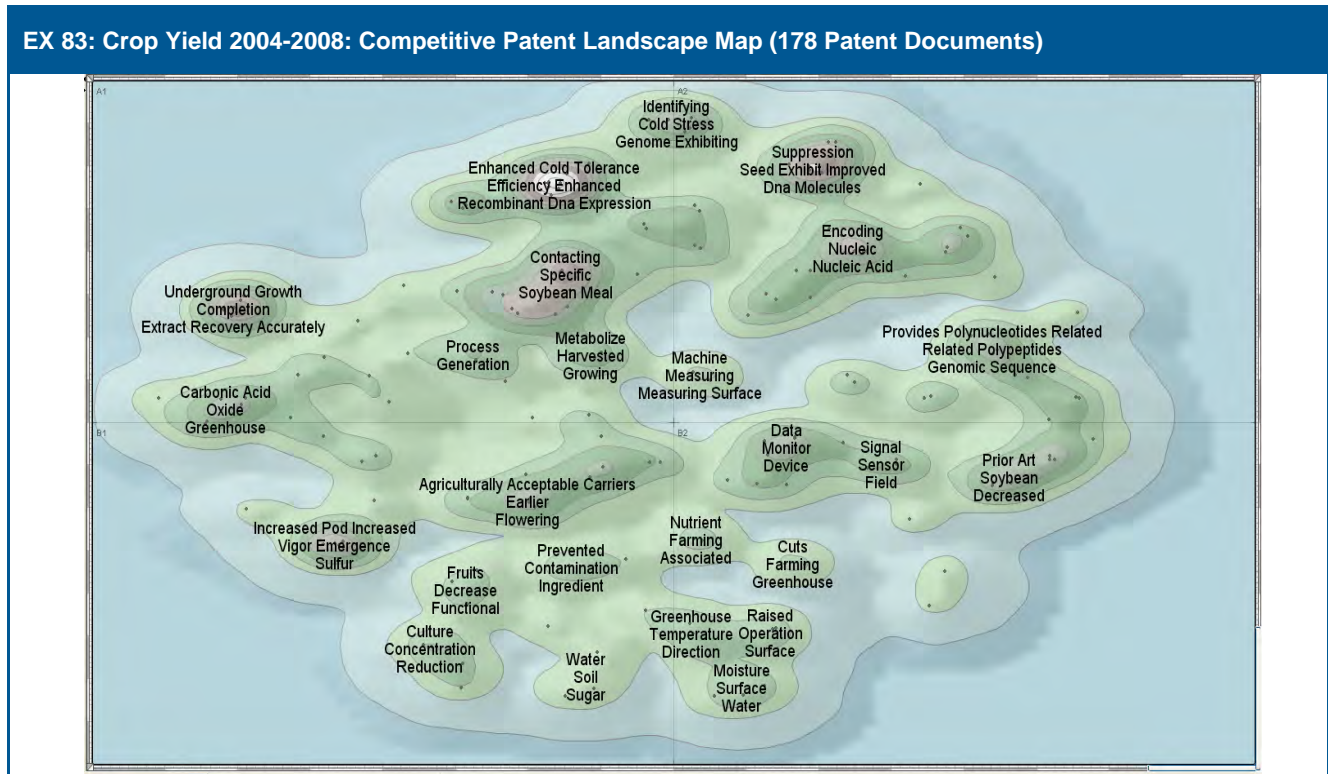 EX 83: Crop Yield 2004-2008: Competitive Patent Landscape Map (178 Patent Documents)
A1
A2
Identifying
Cold Stress
Genome Exhibiting
Suppression
Seed Exhibit Improved
Dna Molecules
Enhanced Cold Tolerance
Efficiency Enhanced
Recombinant Dna Expression
Encoding
Nucleic
Nucleic Acid
Contacting
Specific
Soybean Meal
Underground Growth
Completion
Extract Recovery Accurately
Provides Polynucleotides Related
Related Polypeptides
Genomic Sequence
Process
Generation
Metabolize
Harvested
Growing
Machine
Measuring
Measuring Surface
Carbonic Acid
Oxide
Greenhouse
B1
B2
Data
Monitor
Device
Signal
Sensor
Field
Prior Art
Soybean
Decreased
Agriculturally Acceptable Carriers
Earlier
Flowering
Increased Pod Increased
Vigor Emergence
Sulfur
Nutrient
Farming
Associated
Prevented
Contamination
Ingredient
Cuts
Farming
Greenhouse
Fruits
Decrease
Functional
Culture
Concentration
Reduction
Greenhouse
Temperature
Direction
Raised
Operation
Surface
Water
Soil
Sugar
Moisture
Surface
Water